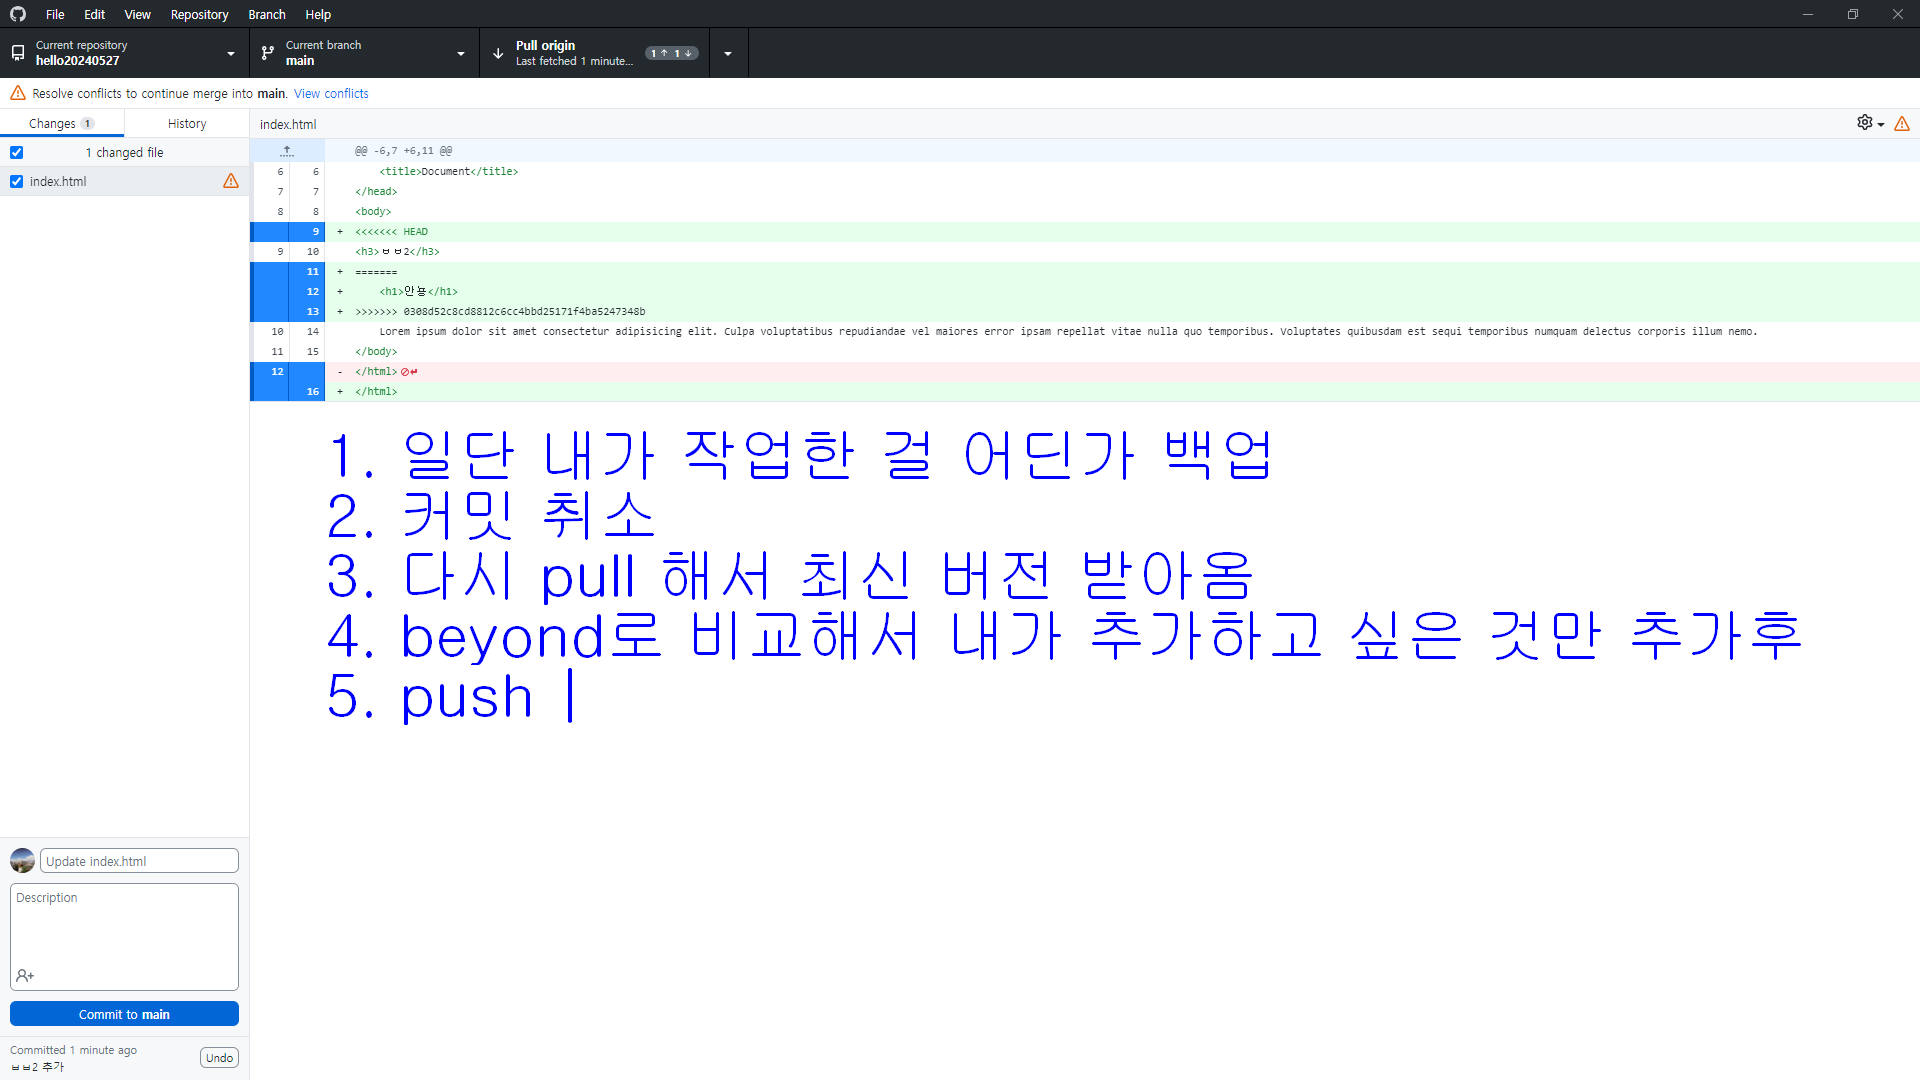 File Edit View Repository Branch Help
Current repository
hello20240527
Current branch
main
Pull origin
Last fetched 1 minute...
1 ↑ 1 ↓
Resolve conflicts to continue merge into main. View conflicts
Changes 1
History
index.html
1 changed file
index.html
@@ -6,7 +6,11 @@
6 6 <title>Document</title>
7 7 </head>
8 8 <body>
9 + <<<<<<< HEAD
9 10 <h3>ㅂㅂ2</h3>
11 + =======
12 + <h1>안뇽</h1>
13 + >>>>>>> 0308d52c8cd8812c6cc4bbd25171f4ba5247348b
10 14 Lorem ipsum dolor sit amet consectetur adipisicing elit. Culpa voluptatibus repudiandae vel maiores error ipsam repellat vitae nulla quo temporibus. Voluptates quibusdam est sequi temporibus numquam delectus corporis illum nemo.
11 15 </body>
12 - </html>
16 + </html>
1. 일단 내가 작업한 걸 어딘가 백업
2. 커밋 취소
3. 다시 pull 해서 최신 버전 받아옴
4. beyond로 비교해서 내가 추가하고 싶은 것만 추가후
5. push
Update index.html
Description
Commit to main
Committed 1 minute ago
ㅂㅂ2 추가
Undo